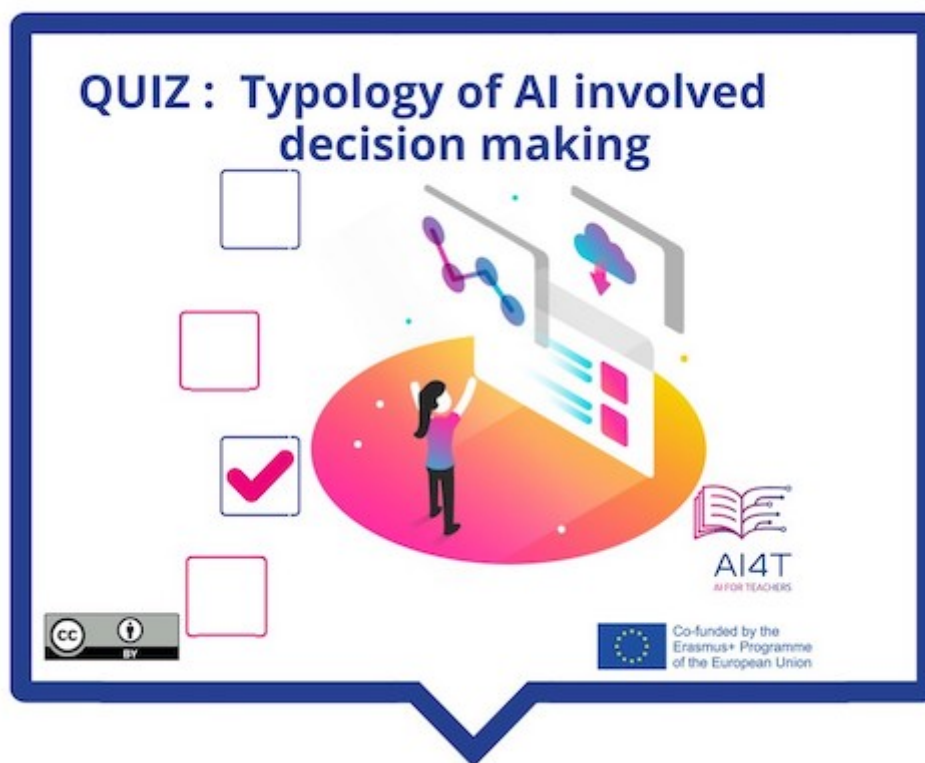 QUIZ : Typology of AI involved
decision making
AI4T
AI FOR TEACHERS
cc
BY
Co-funded by the
Erasmus+ Programme
of the European Union